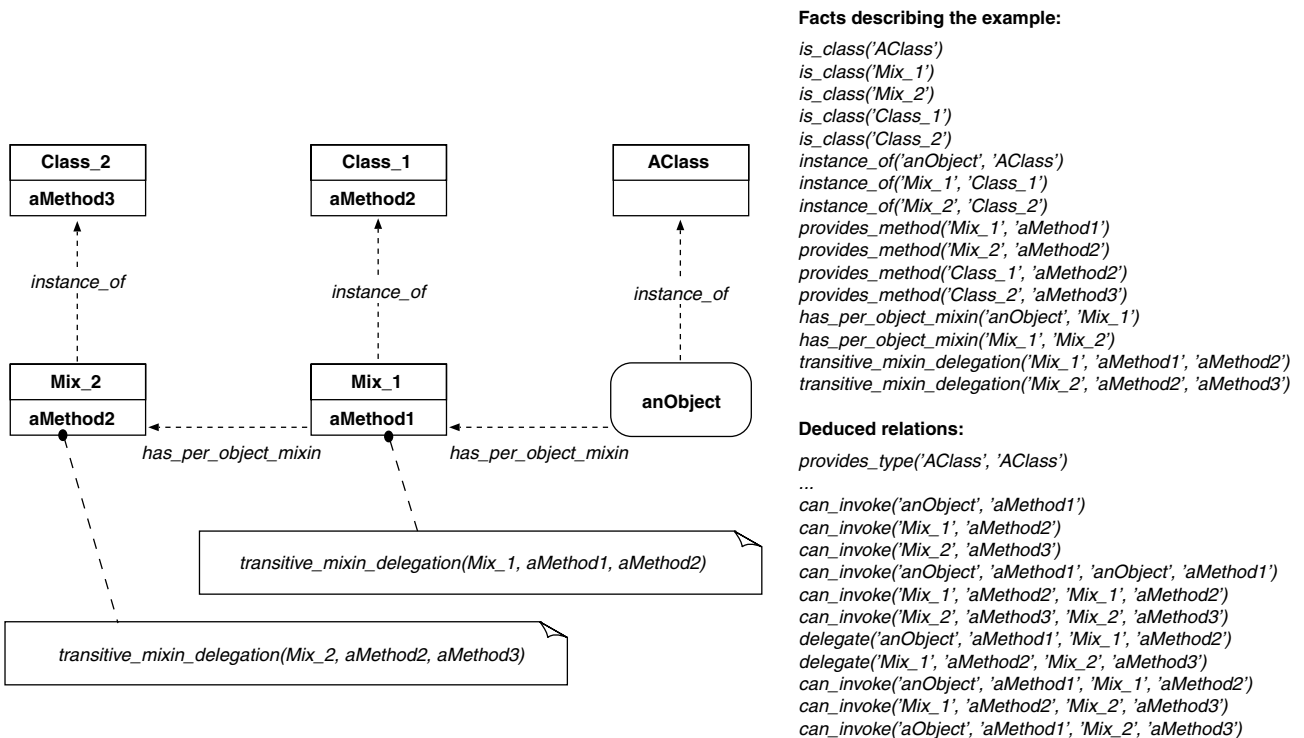 Class_2
aMethod3
Class_1
aMethod2
AClass
instance_of
instance_of
instance_of
Mix_2
aMethod2
Mix_1
aMethod1
anObject
has_per_object_mixin
has_per_object_mixin
transitive_mixin_delegation(Mix_1, aMethod1, aMethod2)
transitive_mixin_delegation(Mix_2, aMethod2, aMethod3)
Facts describing the example:
is_class('AClass')
is_class('Mix_1')
is_class('Mix_2')
is_class('Class_1')
is_class('Class_2')
instance_of('anObject', 'AClass')
instance_of('Mix_1', 'Class_1')
instance_of('Mix_2', 'Class_2')
provides_method('Mix_1', 'aMethod1')
provides_method('Mix_2', 'aMethod2')
provides_method('Class_1', 'aMethod2')
provides_method('Class_2', 'aMethod3')
has_per_object_mixin('anObject', 'Mix_1')
has_per_object_mixin('Mix_1', 'Mix_2')
transitive_mixin_delegation('Mix_1', 'aMethod1', 'aMethod2')
transitive_mixin_delegation('Mix_2', 'aMethod2', 'aMethod3')
Deduced relations:
provides_type('AClass', 'AClass')
...
can_invoke('anObject', 'aMethod1')
can_invoke('Mix_1', 'aMethod2')
can_invoke('Mix_2', 'aMethod3')
can_invoke('anObject', 'aMethod1', 'anObject', 'aMethod1')
can_invoke('Mix_1', 'aMethod2', 'Mix_1', 'aMethod2')
can_invoke('Mix_2', 'aMethod3', 'Mix_2', 'aMethod3')
delegate('anObject', 'aMethod1', 'Mix_1', 'aMethod2')
delegate('Mix_1', 'aMethod2', 'Mix_2', 'aMethod3')
can_invoke('anObject', 'aMethod1', 'Mix_1', 'aMethod2')
can_invoke('Mix_1', 'aMethod2', 'Mix_2', 'aMethod3')
can_invoke('aObject', 'aMethod1', 'Mix_2', 'aMethod3')